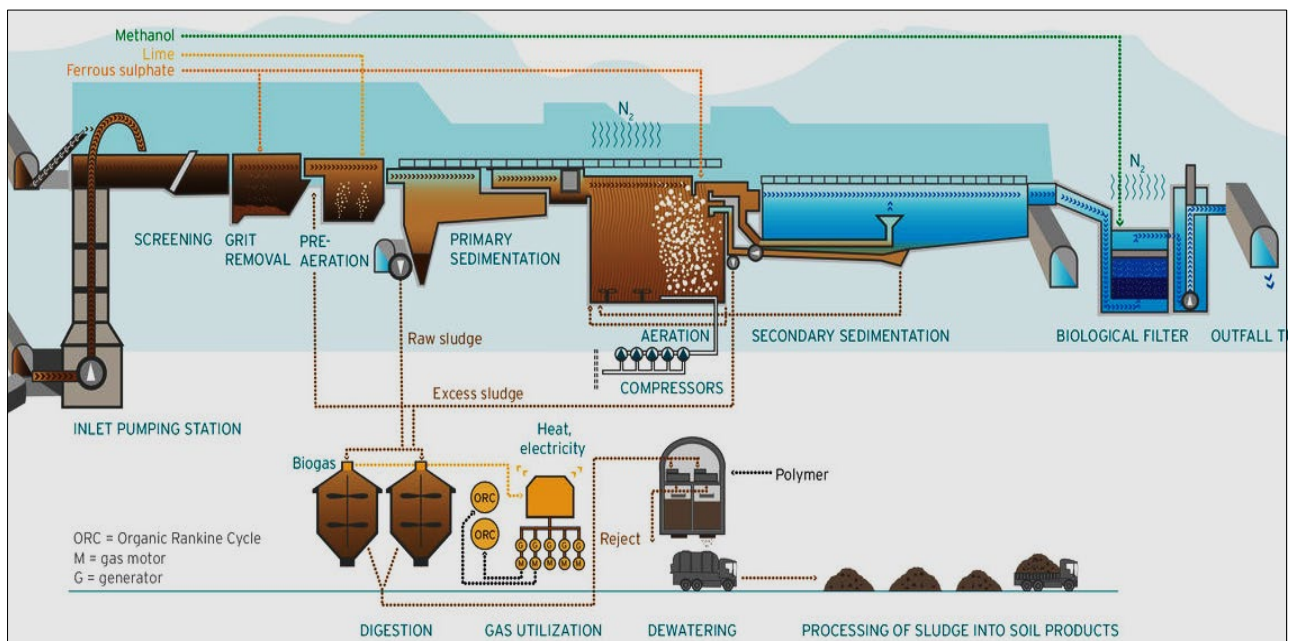 Methanol
Lime
Ferrous sulphate
N2
N2
SCREENING
GRIT
REMOVAL
PRE-
AERATION
PRIMARY
SEDIMENTATION
AERATION
SECONDARY SEDIMENTATION
BIOLOGICAL FILTER
OUTFALL T
Raw sludge
COMPRESSORS
Excess sludge
INLET PUMPING STATION
Heat,
electricity
Biogas
Polymer
ORC
ORC
ORC = Organic Rankine Cycle
M = gas motor
G = generator
G G G G G
M M M M M
Reject
DIGESTION
GAS UTILIZATION
DEWATERING
PROCESSING OF SLUDGE INTO SOIL PRODUCTS